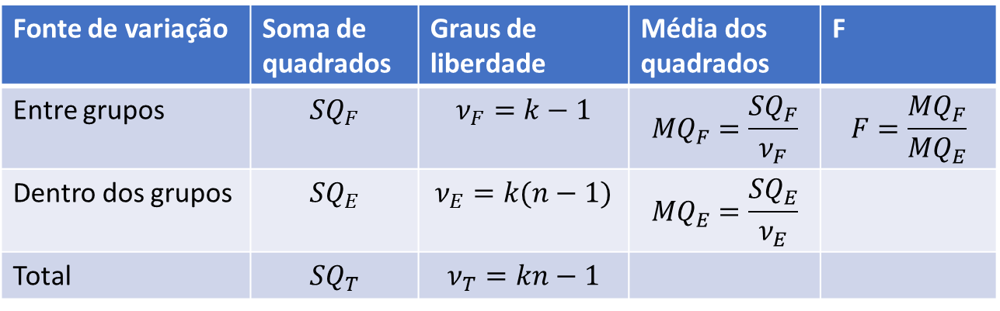 Fonte de variação | Soma de quadrados | Graus de liberdade | Média dos quadrados | F
Entre grupos | $SQ_F$ | $\nu_F = k - 1$ | $MQ_F = \frac{SQ_F}{\nu_F}$ | $F = \frac{MQ_F}{MQ_E}$
Dentro dos grupos | $SQ_E$ | $\nu_E = k(n - 1)$ | $MQ_E = \frac{SQ_E}{\nu_E}$ |
Total | $SQ_T$ | $\nu_T = kn - 1$ | |